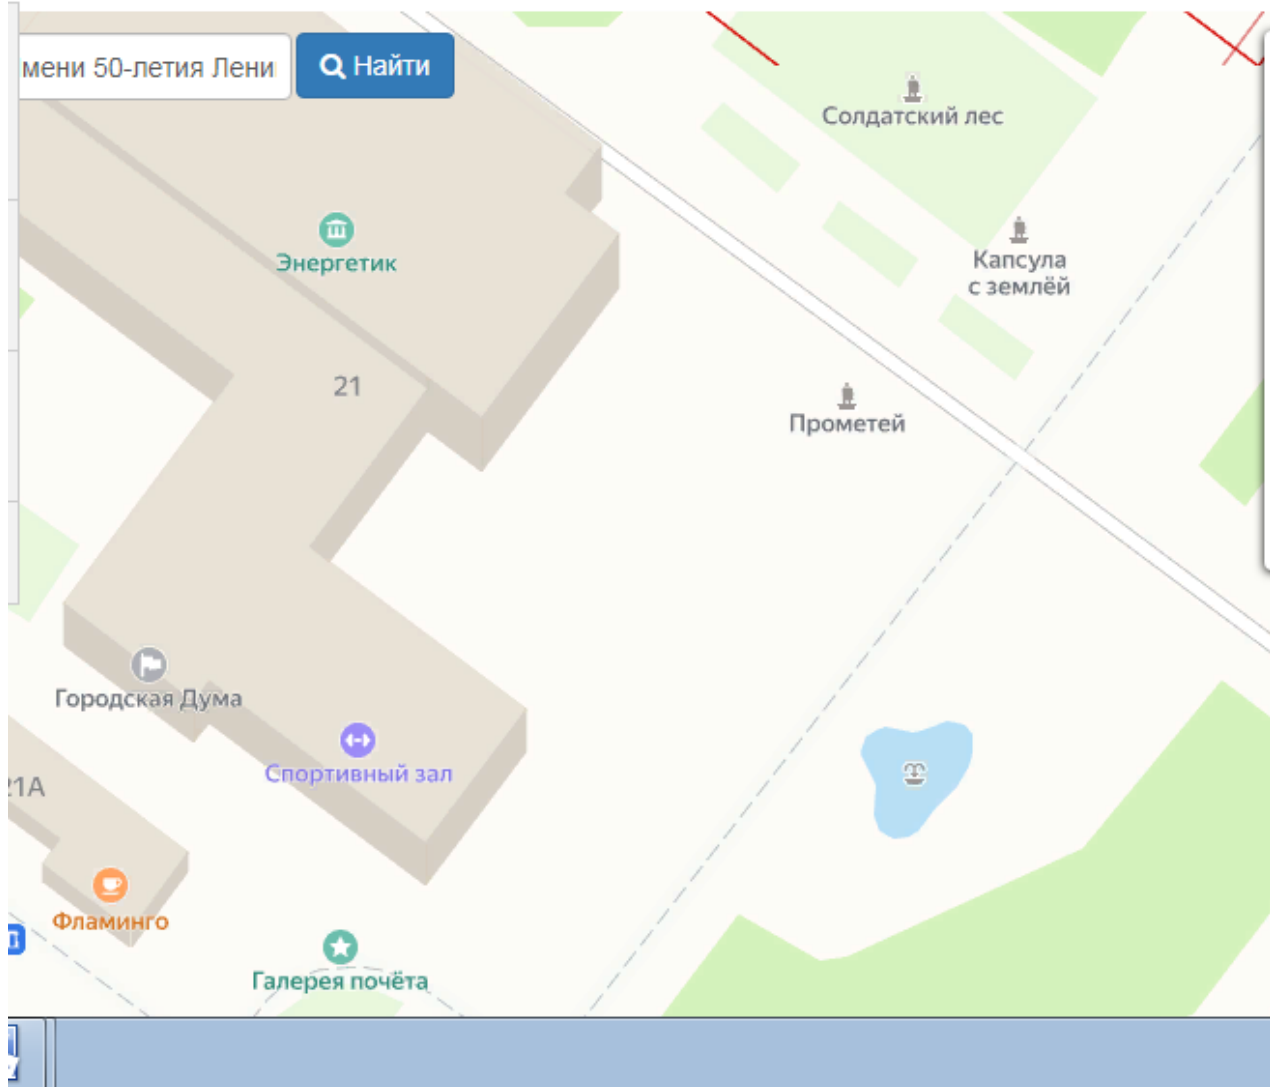 мени 50-летия Лени
Найти
Солдатский лес
Энергетик
Капсула
с землёй
21
Прометей
Городская Дума
Спортивный зал
21А
Фламинго
Галерея почёта